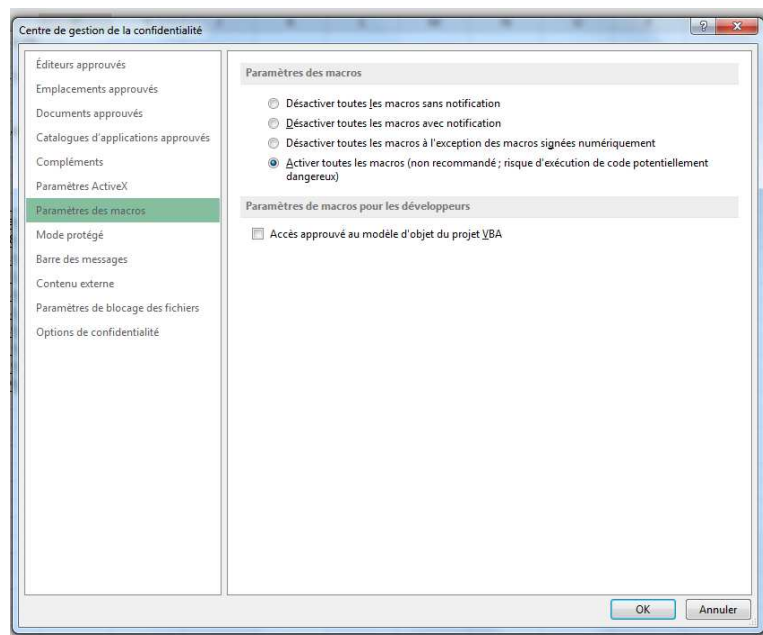 Centre de gestion de la confidentialité
Éditeurs approuvés
Emplacements approuvés
Documents approuvés
Catalogues d'applications approuvés
Compléments
Paramètres ActiveX
Paramètres des macros
Mode protégé
Barre des messages
Contenu externe
Paramètres de blocage des fichiers
Options de confidentialité
Paramètres des macros
Désactiver toutes les macros sans notification
Désactiver toutes les macros avec notification
Désactiver toutes les macros à l'exception des macros signées numériquement
Activer toutes les macros (non recommandé ; risque d'exécution de code potentiellement
dangereux)
Paramètres de macros pour les développeurs
Accès approuvé au modèle d'objet du projet VBA
OK
Annuler